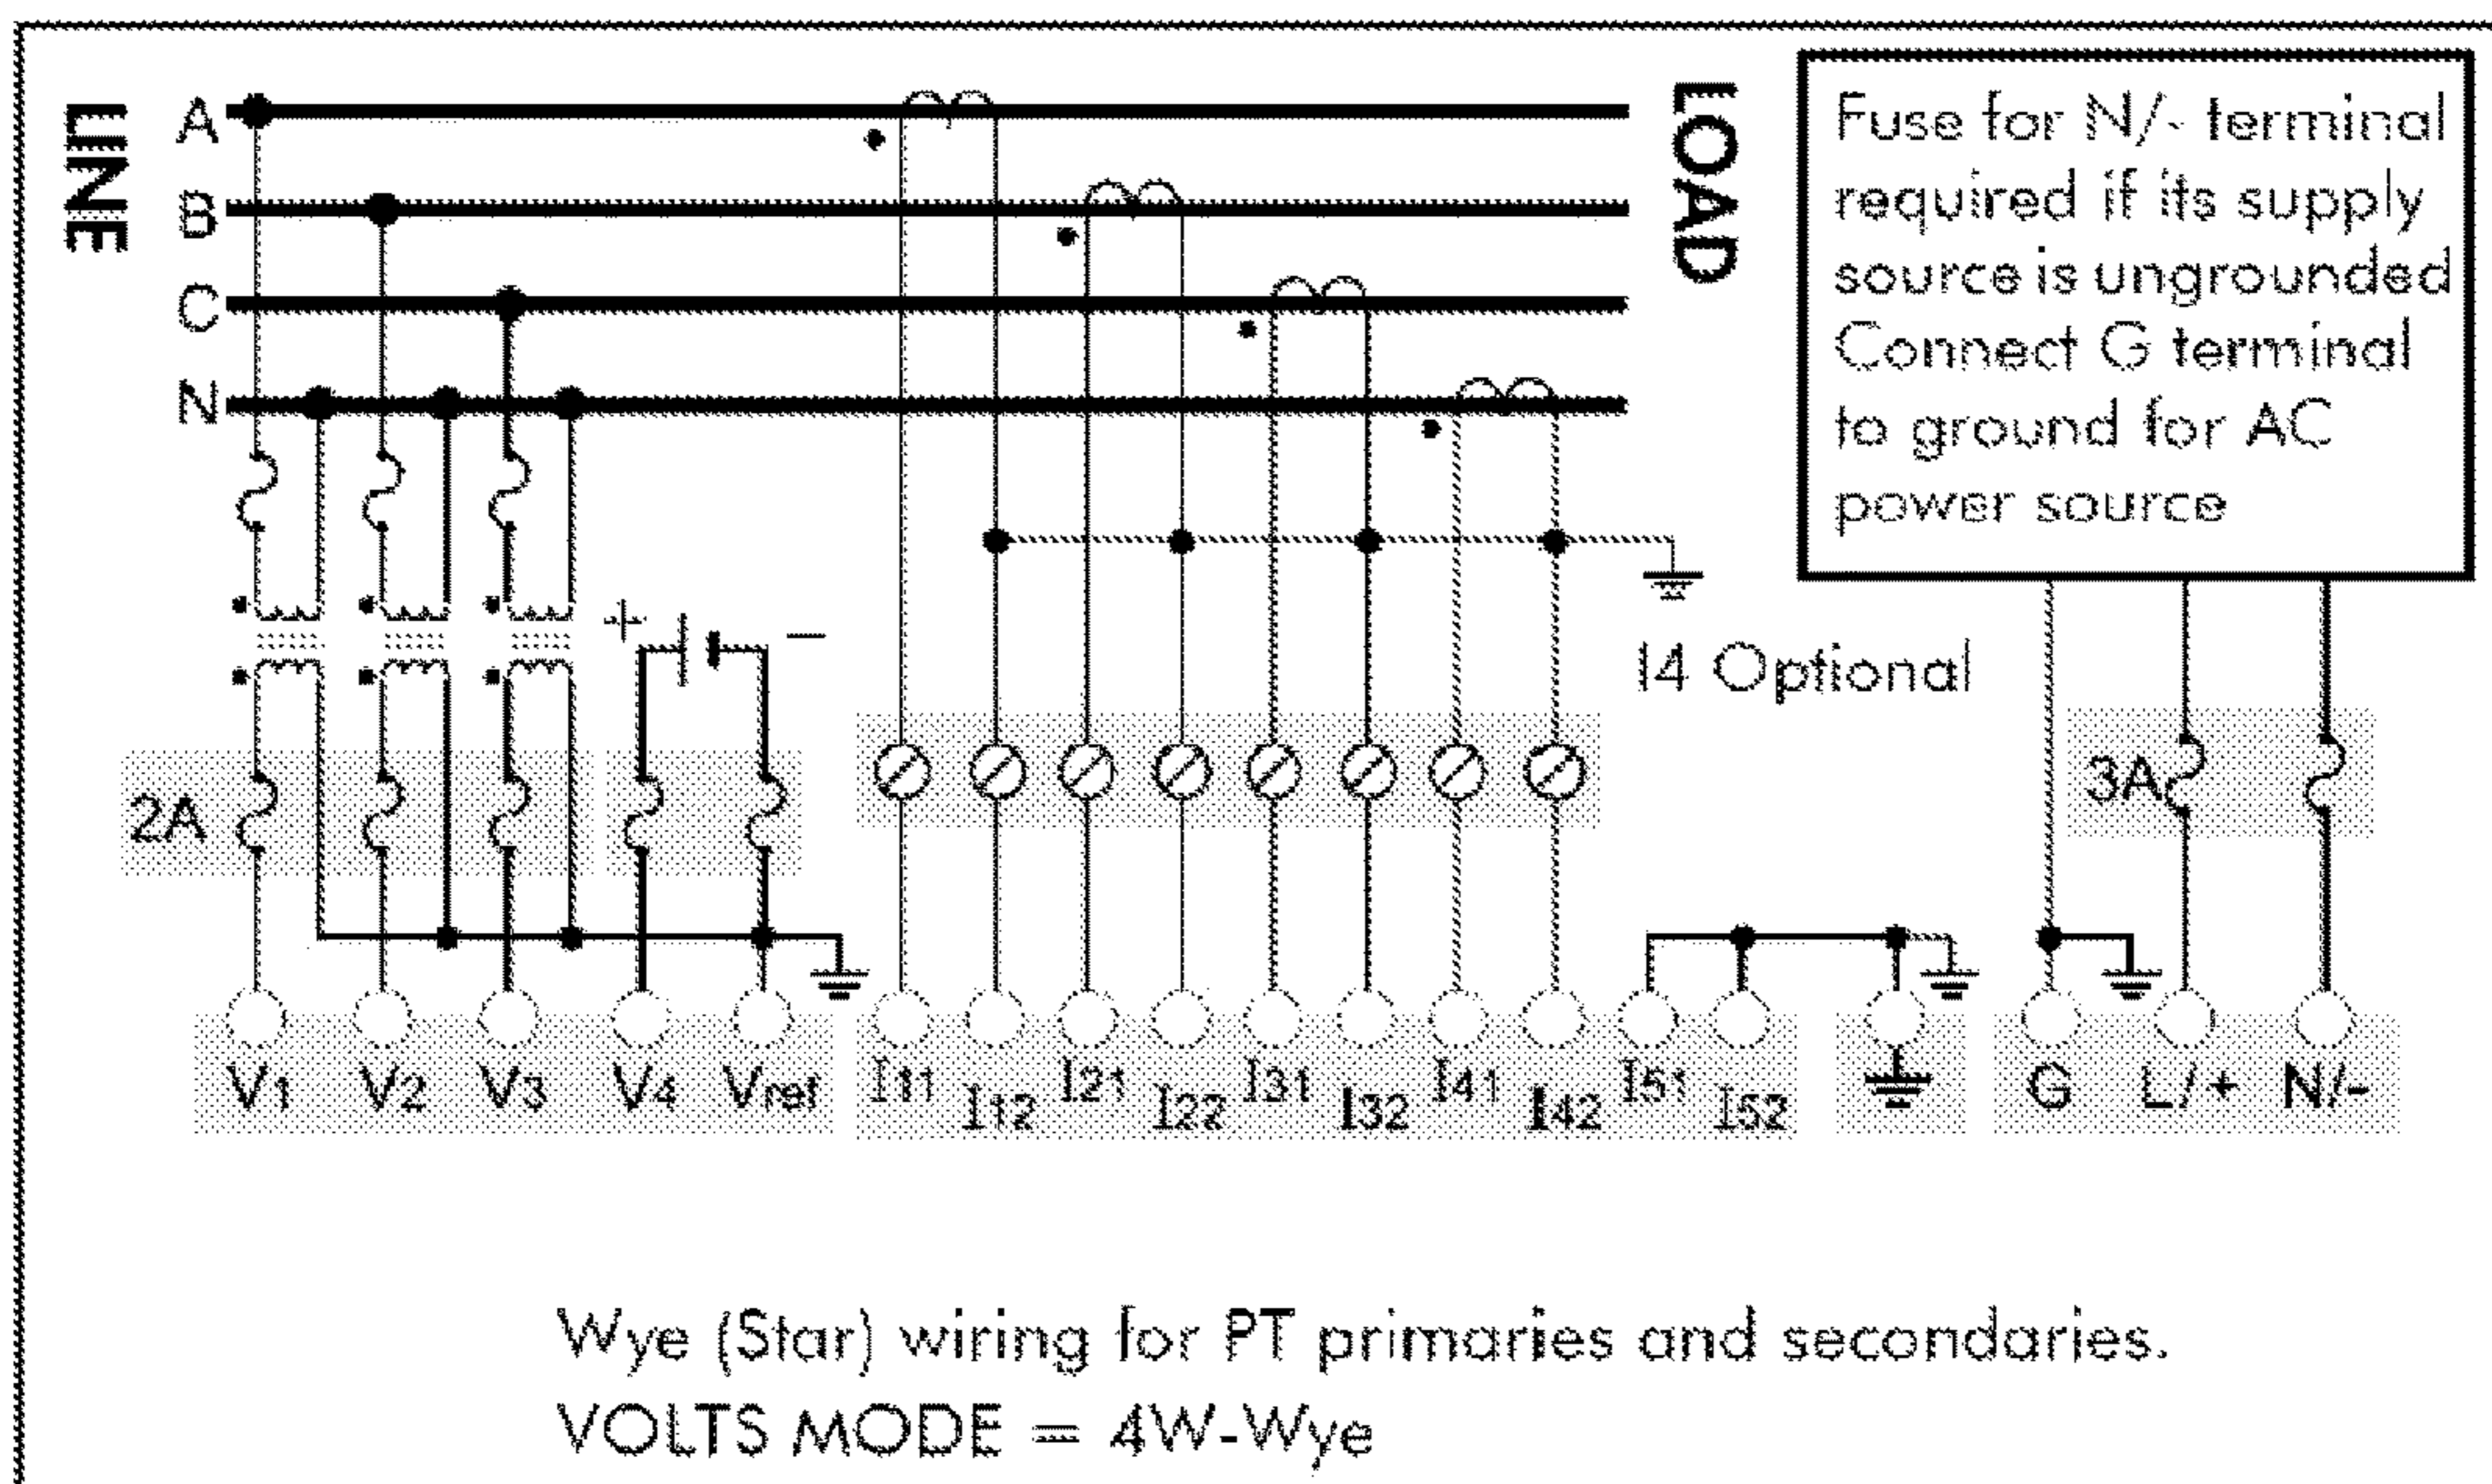 LINE
A
B
C
N
LOAD
Fuse for N/- terminal
required if its supply
source is ungrounded
Connect G terminal
to ground for AC
power source
+
−
I4 Optional
2A
3A
V1 V2 V3 V4 Vref I11 I12 I21 I22 I31 I32 I41 I42 I51 I52 G L/+ N/-
Wye (Star) wiring for PT primaries and secondaries.
VOLTS MODE = 4W-Wye